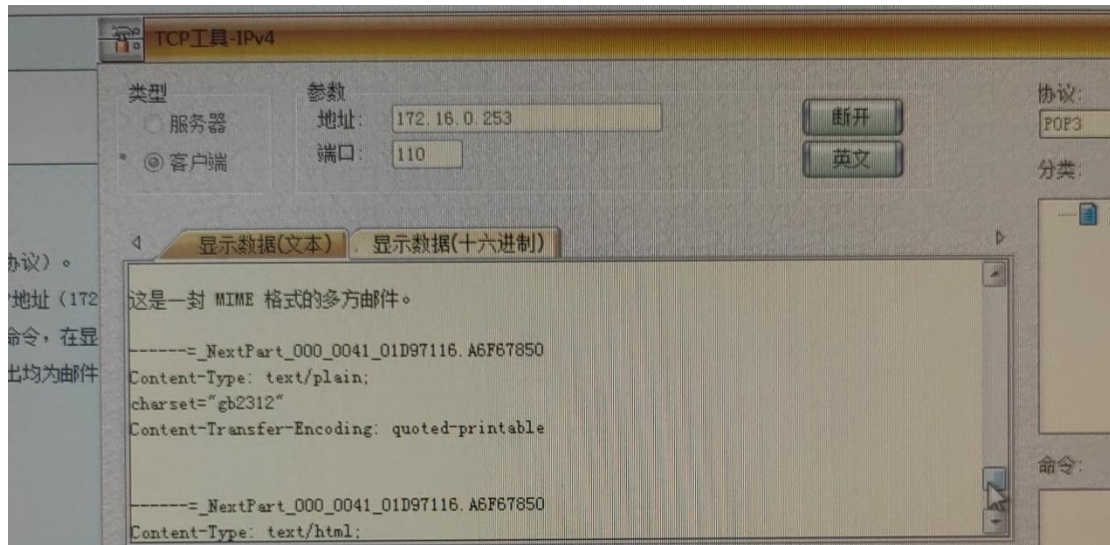 TCP工具-IPv4
类型
服务器
客户端
参数
地址: 172.16.0.253
端口: 110
断开
英文
协议:
POP3
分类:
显示数据(文本)
显示数据(十六进制)
协议）。
地址（172
命令，在显
出均为邮件
这是一封 MIME 格式的多方邮件。
------=_NextPart_000_0041_01D97116.A6F67850
Content-Type: text/plain;
charset="gb2312"
Content-Transfer-Encoding: quoted-printable
------=_NextPart_000_0041_01D97116.A6F67850
Content-Type: text/html;
命令: